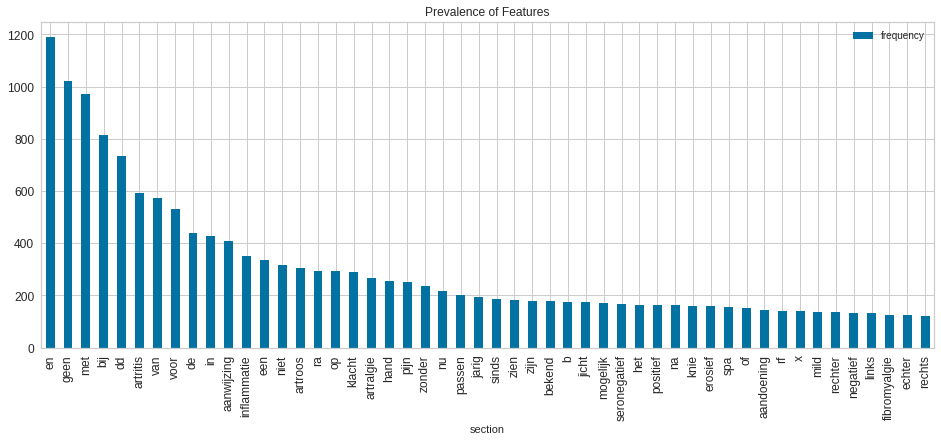 Prevalence of Features
frequency
1200
1000
800
600
400
200
0
en
geen
met
bij
dd
artritis
van
voor
de
in
aanwijzing
inflammatie
een
niet
artroos
ra
op
klacht
artralgie
hand
pijn
zonder
nu
passen
jarig
sinds
zien
zijn
bekend
b
jicht
mogelijk
seronegatief
het
positief
na
knie
erosief
spa
of
aandoening
rf
x
mild
rechter
negatief
links
fibromyalgie
echter
rechts
section